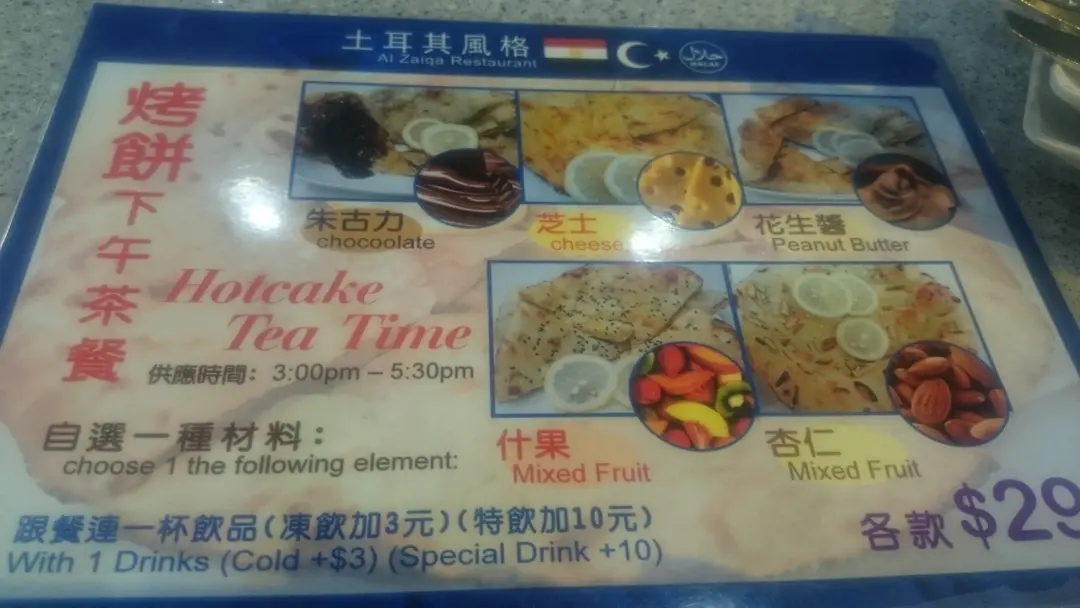 土耳其風格
Al Zaiqa Restaurant
حلال
HALAL
烤餅下午茶餐
Hotcake
Tea Time
供應時間: 3:00pm – 5:30pm
自選一種材料:
choose 1 the following element:
朱古力
chocoolate
芝士
cheese
花生醬
Peanut Butter
什果
Mixed Fruit
杏仁
Mixed Fruit
跟餐連一杯飲品(凍飲加3元)(特飲加10元)
With 1 Drinks (Cold +$3) (Special Drink +10)
各款 $29